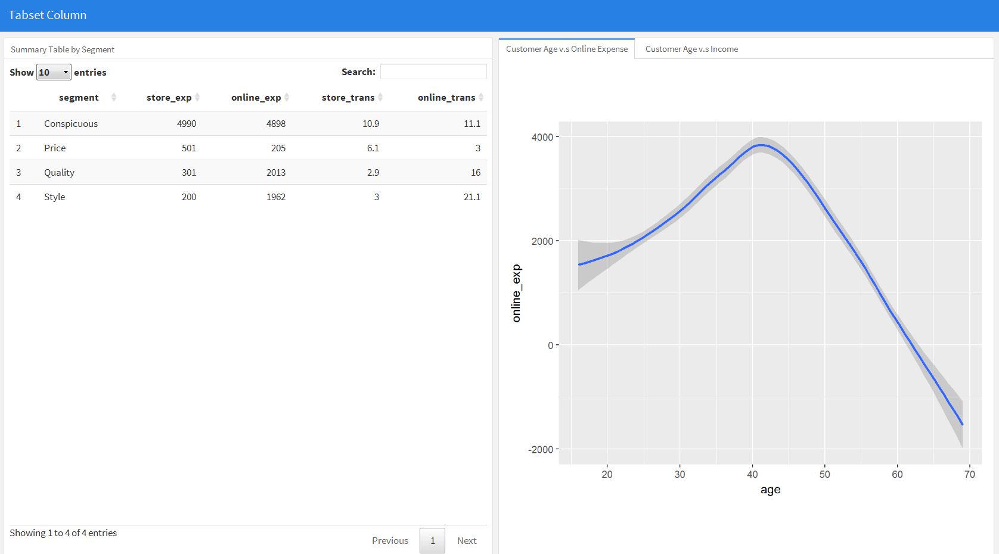 Tabset Column
Summary Table by Segment
Show 10 entries
Search:
segment store_exp online_exp store_trans online_trans
1 Conspicuous 4990 4898 10.9 11.1
2 Price 501 205 6.1 3
3 Quality 301 2013 2.9 16
4 Style 200 1962 3 21.1
Showing 1 to 4 of 4 entries
Previous 1 Next
Customer Age v.s Online Expense
Customer Age v.s Income
4000
2000
0
-2000
online_exp
20 30 40 50 60 70
age